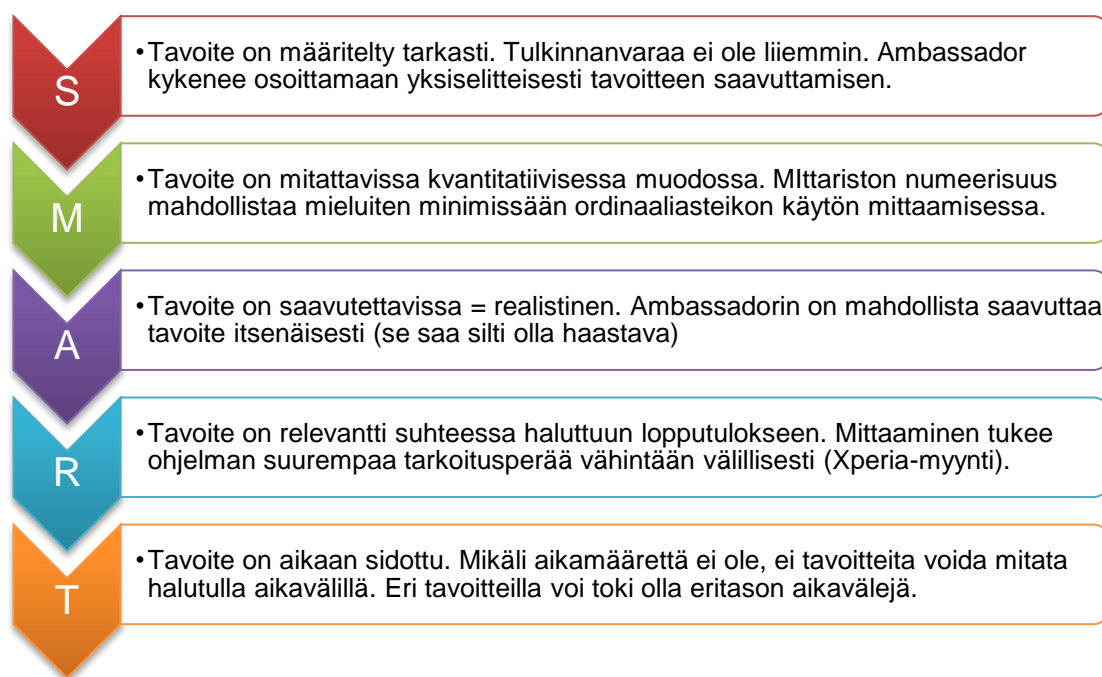 S
•Tavoite on määritelty tarkasti. Tulkinnanvaraa ei ole liiemmin. Ambassador
kykenee osoittamaan yksiselitteisesti tavoitteen saavuttamisen.
M
•Tavoite on mitattavissa kvantitatiivisessa muodossa. MIttariston numeerisuus
mahdollistaa mieluiten minimissään ordinaaliasteikon käytön mittaamisessa.
A
•Tavoite on saavutettavissa = realistinen. Ambassadorin on mahdollista saavuttaa
tavoite itsenäisesti (se saa silti olla haastava)
R
•Tavoite on relevantti suhteessa haluttuun lopputulokseen. Mittaaminen tukee
ohjelman suurempaa tarkoitusperää vähintään välillisesti (Xperia-myynti).
T
•Tavoite on aikaan sidottu. Mikäli aikamäärettä ei ole, ei tavoitteita voida mitata
halutulla aikavälillä. Eri tavoitteilla voi toki olla eritason aikavälejä.